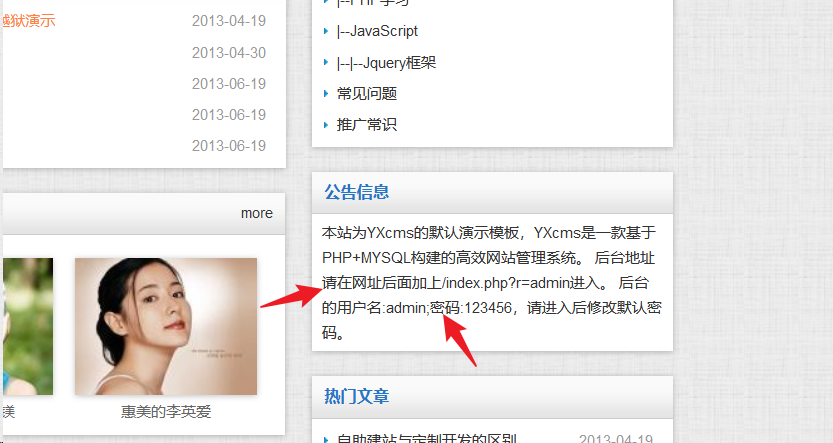 越狱演示 2013-04-19
2013-04-30
2013-06-19
2013-06-19
2013-06-19
more
惠美的李英爱
|--PHP学习
|--JavaScript
|--|--Jquery框架
常见问题
推广常识
公告信息
本站为YXcms的默认演示模板，YXcms是一款基于
PHP+MYSQL构建的高效网站管理系统。 后台地址
请在网址后面加上/index.php?r=admin进入。 后台
的用户名:admin;密码:123456，请进入后修改默认密
码。
热门文章
自助建站与定制开发的区别 2013-04-19